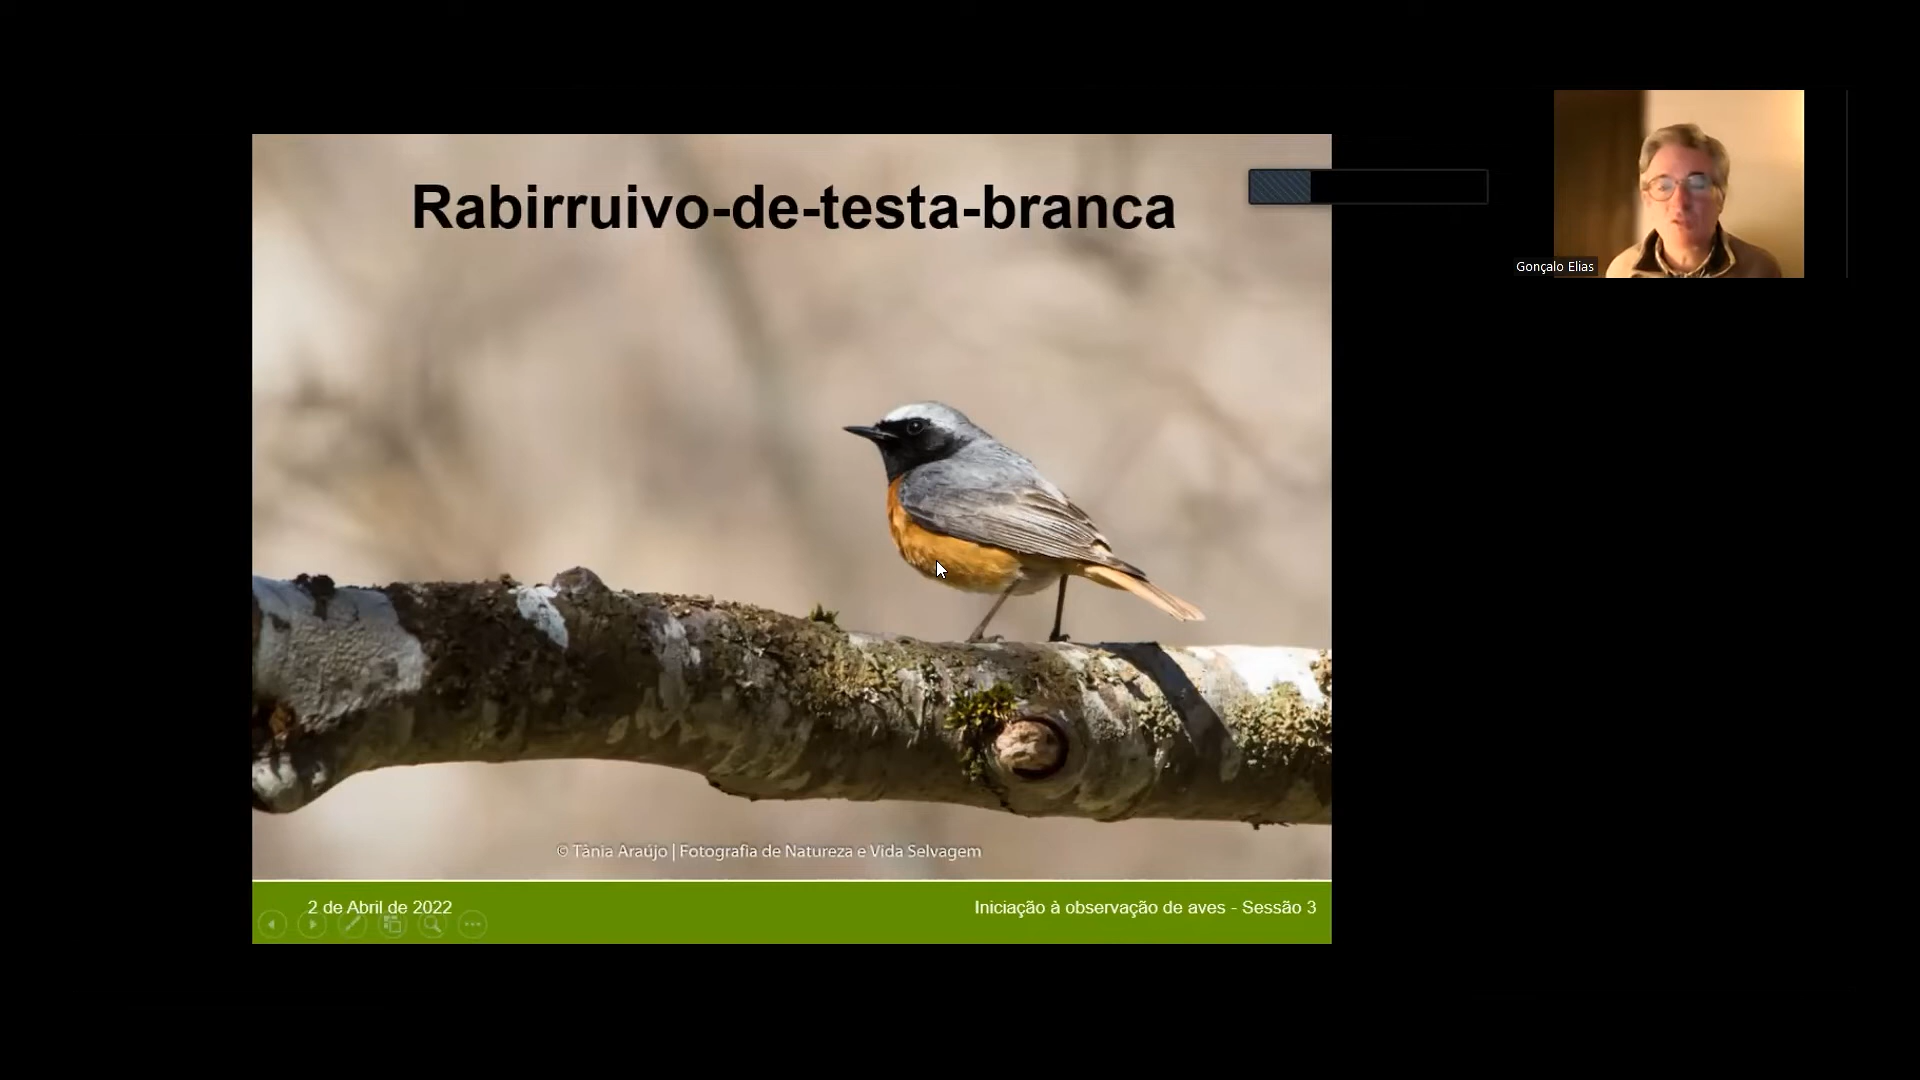 Rabirruivo-de-testa-branca
Gonçalo Elias
© Tânia Araújo | Fotografia de Natureza e Vida Selvagem
2 de Abril de 2022
Iniciação à observação de aves - Sessão 3